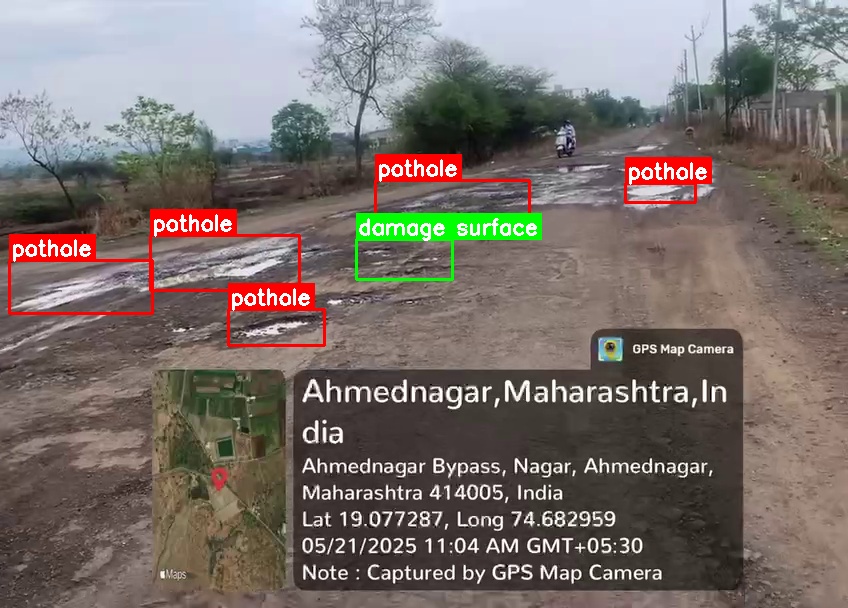 pothole
pothole
damage surface
pothole
pothole
pothole
GPS Map Camera
Ahmednagar,Maharashtra,In
dia
Ahmednagar Bypass, Nagar, Ahmednagar,
Maharashtra 414005, India
Lat 19.077287, Long 74.682959
05/21/2025 11:04 AM GMT+05:30
Note : Captured by GPS Map Camera
Maps